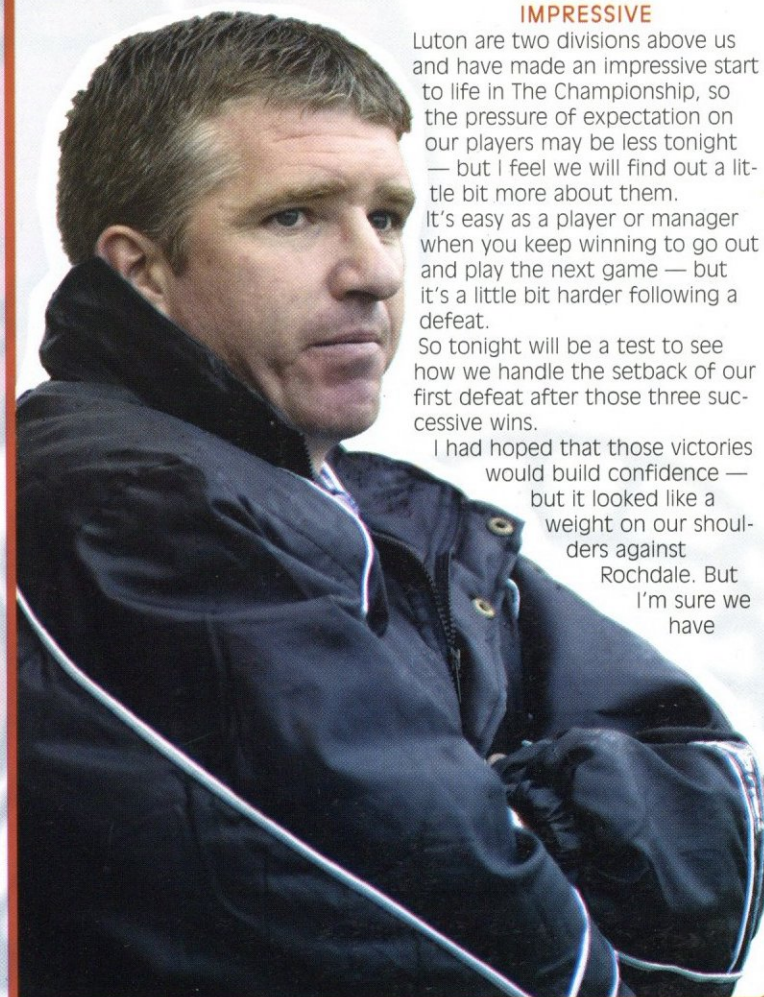 IMPRESSIVE
Luton are two divisions above us
and have made an impressive start
to life in The Championship, so
the pressure of expectation on
our players may be less tonight
— but I feel we will find out a lit-
tle bit more about them.
It's easy as a player or manager
when you keep winning to go out
and play the next game — but
it's a little bit harder following a
defeat.
So tonight will be a test to see
how we handle the setback of our
first defeat after those three suc-
cessive wins.
I had hoped that those victories
would build confidence —
but it looked like a
weight on our shoul-
ders against
Rochdale. But
I'm sure we
have